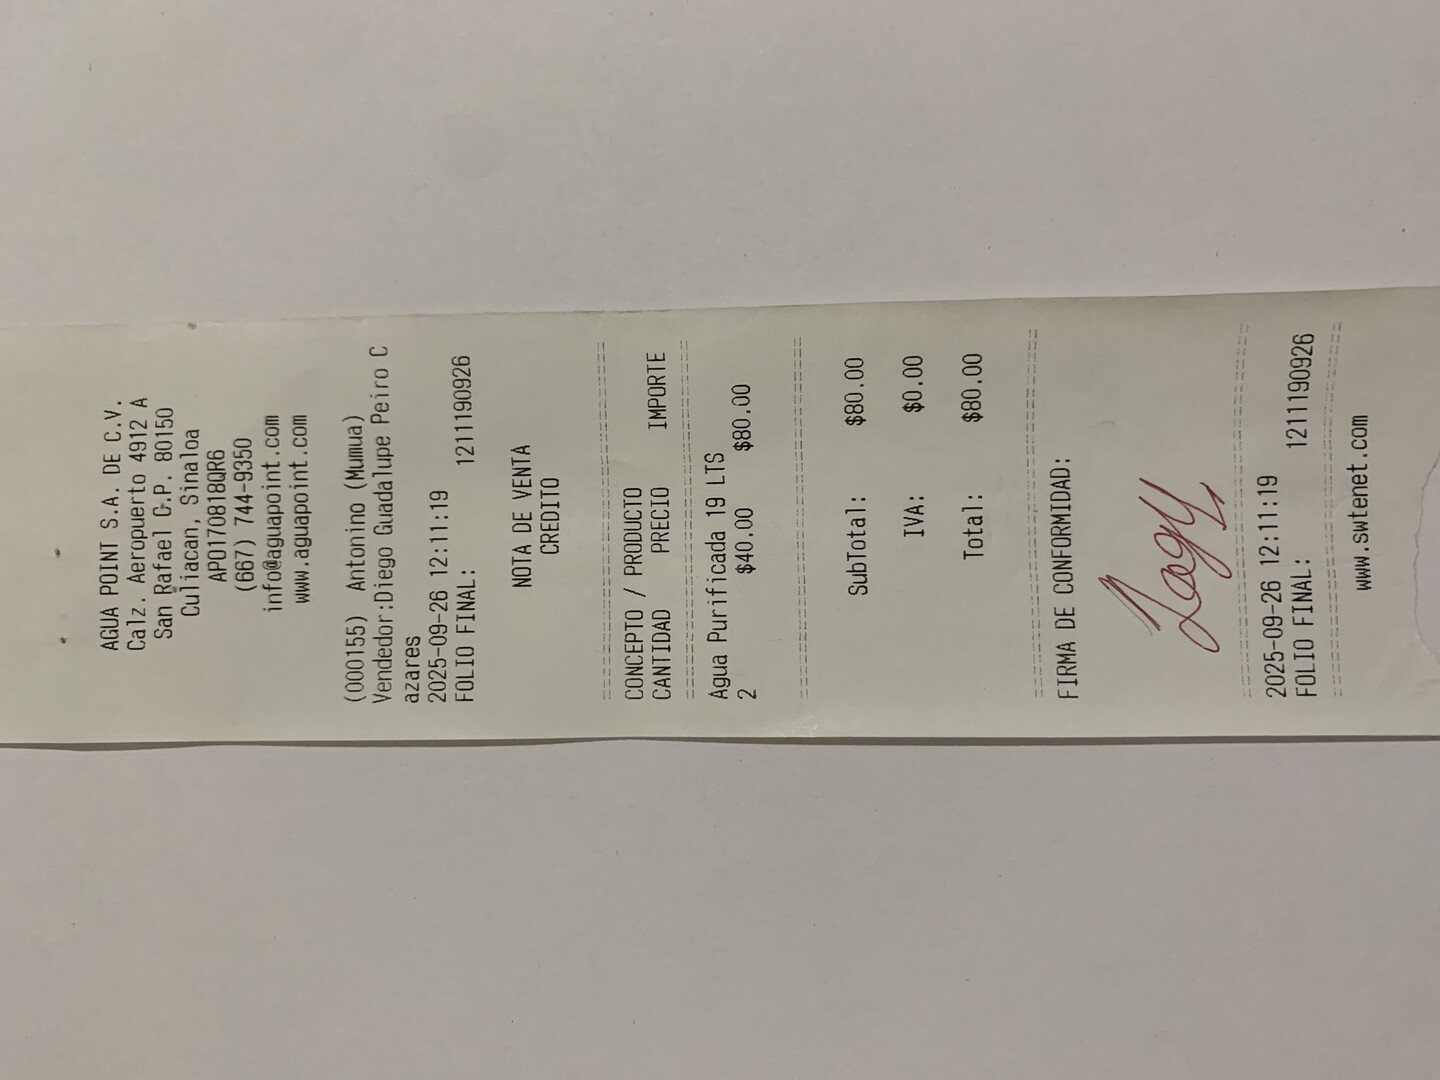 AGUA POINT S.A. DE C.V.
Calz. Aeropuerto 4912 A
San Rafael C.P. 80150
Culiacan, Sinaloa
APO170818QR6
(667) 744-9350
info@aguapoint.com
www.aguapoint.com
(000155) Antonino (Mumua)
Vendedor:Diego Guadalupe Peiro C
azares
2025-09-26 12:11:19
FOLIO FINAL: 1211190926
NOTA DE VENTA
CREDITO
CONCEPTO / PRODUCTO
CANTIDAD PRECIO IMPORTE
Agua Purificada 19 LTS
2 $40.00 $80.00
SubTotal: $80.00
IVA: $0.00
Total: $80.00
FIRMA DE CONFORMIDAD:
2025-09-26 12:11:19
FOLIO FINAL: 1211190926
www.swtenet.com